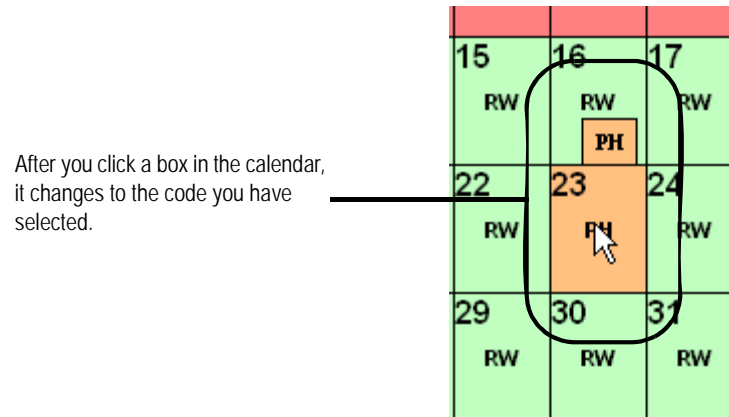 After you click a box in the calendar,
it changes to the code you have
selected.
15 16 17
RW RW RW
PH
22 23 24
RW PH RW
29 30 31
RW RW RW